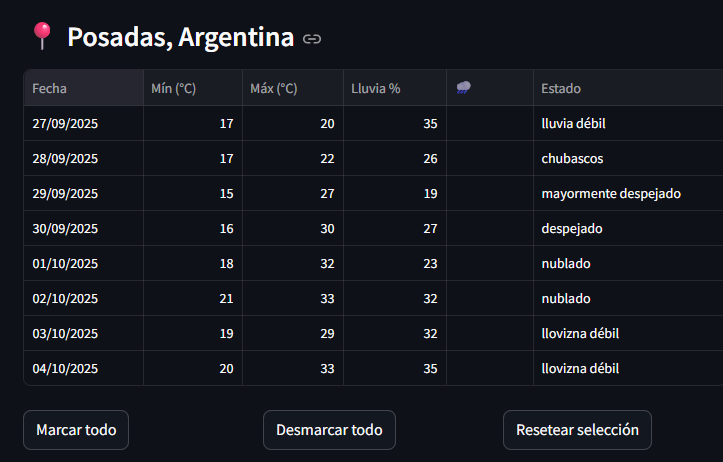 Posadas, Argentina
Fecha Mín (°C) Máx (°C) Lluvia % Estado
27/09/2025 17 20 35 lluvia débil
28/09/2025 17 22 26 chubascos
29/09/2025 15 27 19 mayormente despejado
30/09/2025 16 30 27 despejado
01/10/2025 18 32 23 nublado
02/10/2025 21 33 32 nublado
03/10/2025 19 29 32 llovizna débil
04/10/2025 20 33 35 llovizna débil
Marcar todo Desmarcar todo Resetear selección